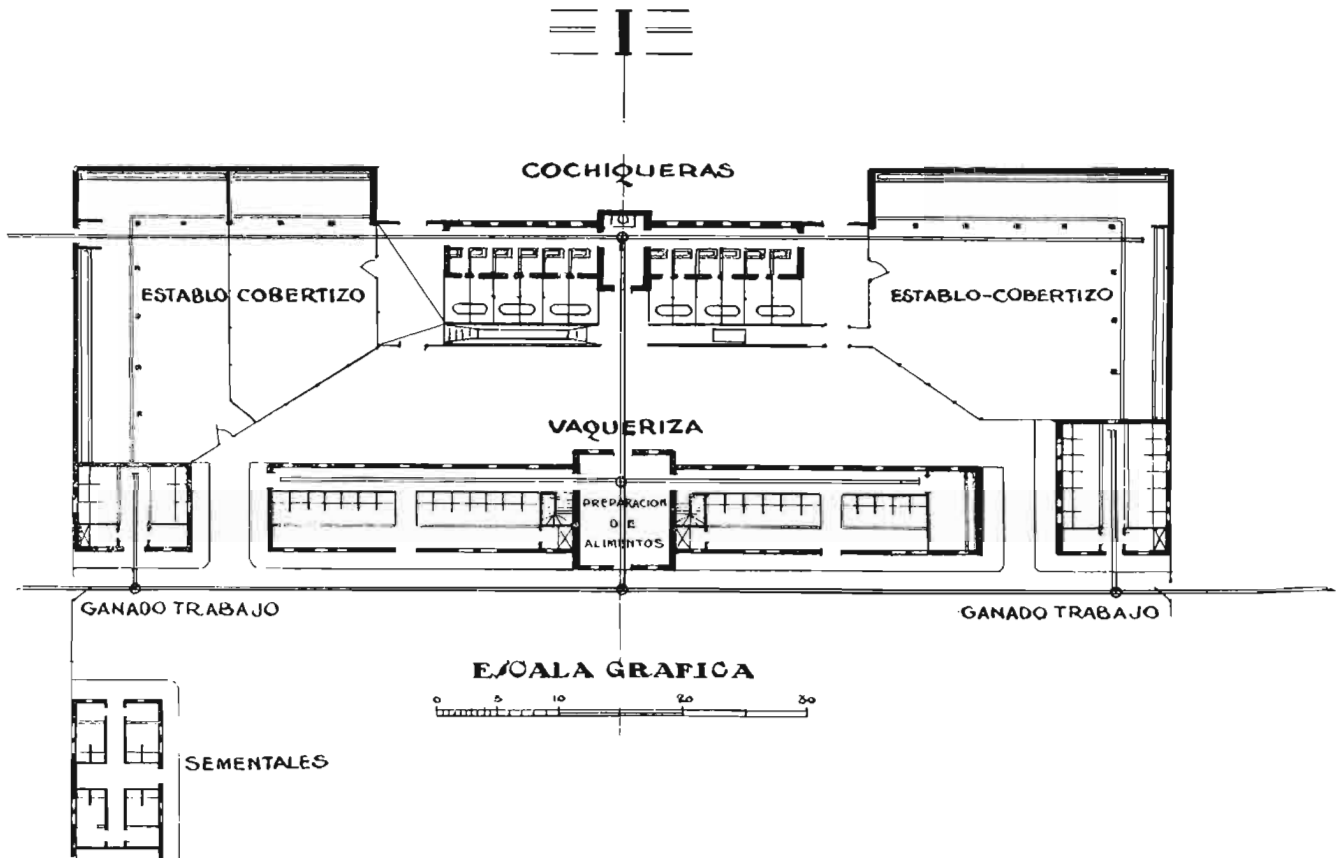 COCHIQUERAS
ESTABLO COBERTIZO
ESTABLO-COBERTIZO
VAQUERIZA
PREPARACION
DE
ALIMENTOS
GANADO TRABAJO
GANADO TRABAJO
ESCALA GRAFICA
0 5 10 20 30
SEMENTALES